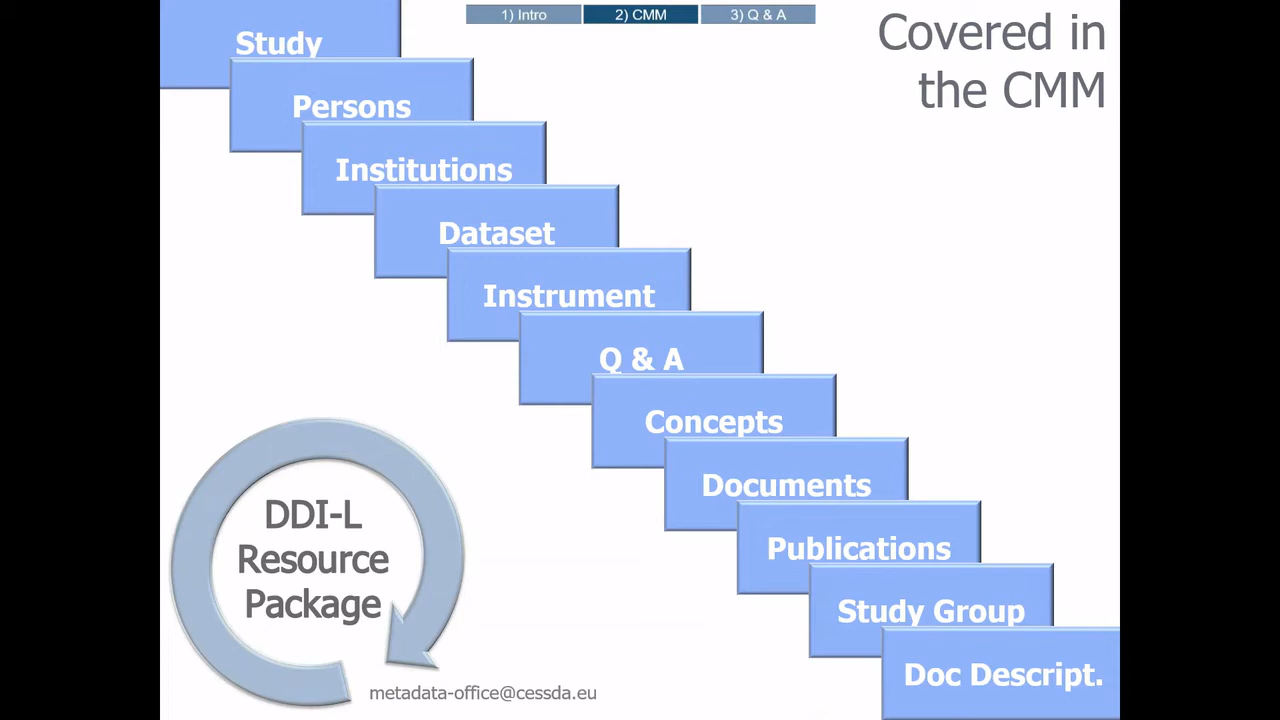 1) Intro
2) CMM
3) Q & A
Covered in
the CMM
Study
Persons
Institutions
Dataset
Instrument
Q & A
Concepts
Documents
Publications
Study Group
Doc Descript.
DDI-L
Resource
Package
metadata-office@cessda.eu